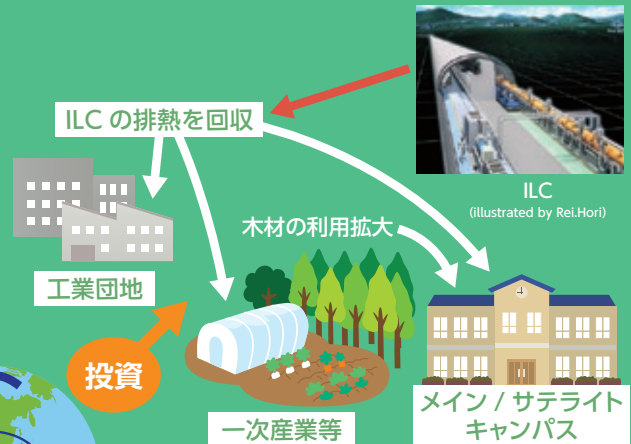 ILC
(illustrated by Rei.Hori)
ILC の排熱を回収
木材の利用拡大
工業団地
投資
一次産業等
メイン / サテライト
キャンパス